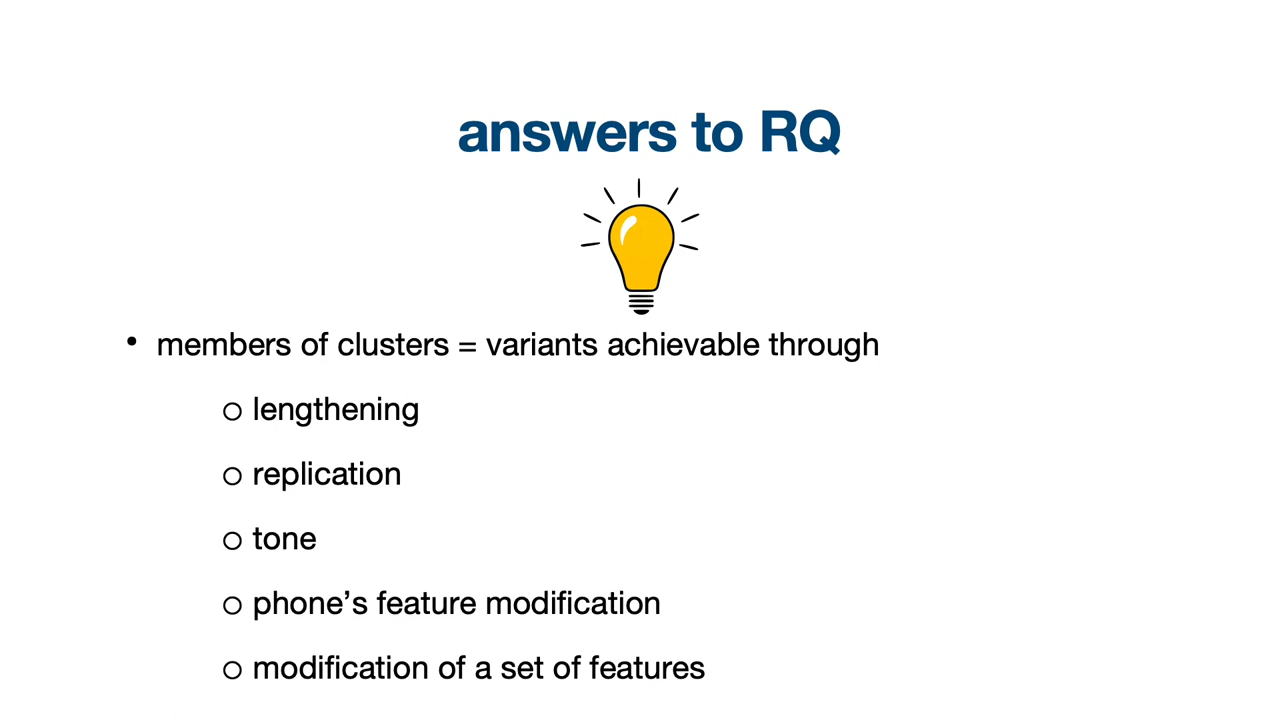 answers to RQ
• members of clusters = variants achievable through
○ lengthening
○ replication
○ tone
○ phone’s feature modification
○ modification of a set of features